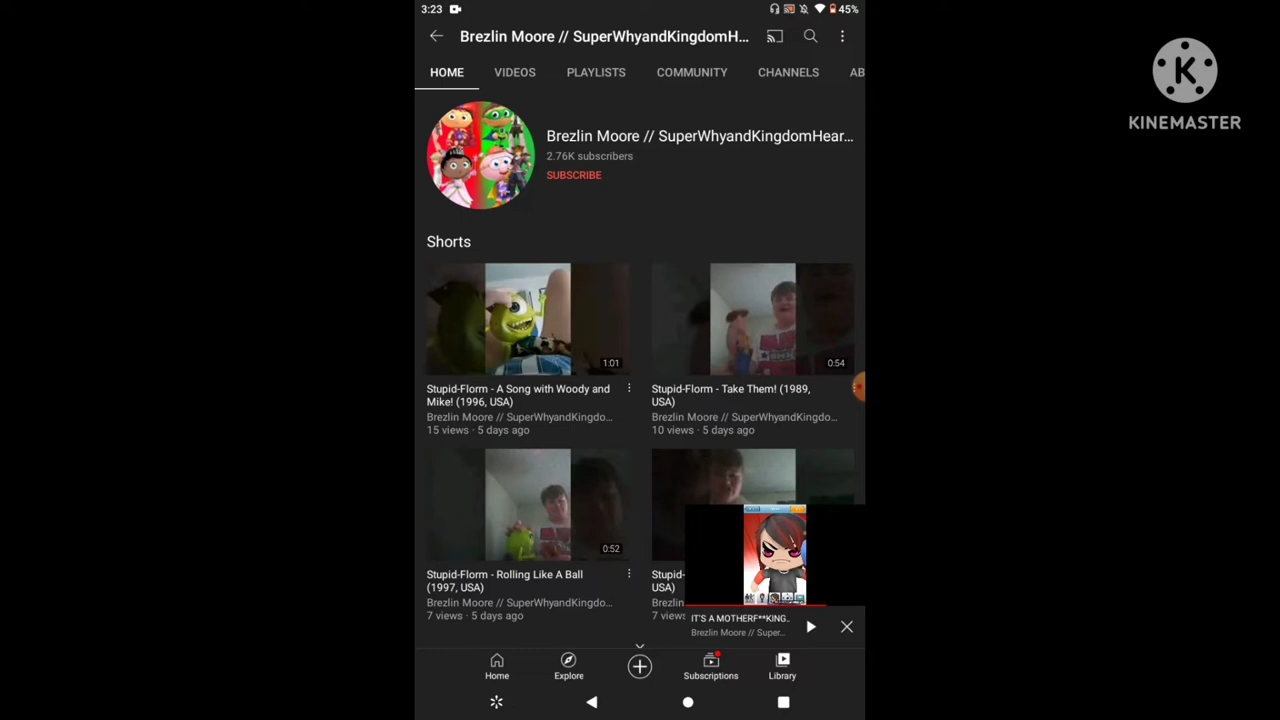 3:23
45%
Brezlin Moore // SuperWhyandKingdomH...
HOME VIDEOS PLAYLISTS COMMUNITY CHANNELS AB
Brezlin Moore // SuperWhyandKingdomHear...
2.76K subscribers
SUBSCRIBE
Shorts
1:01
Stupid-Florm - A Song with Woody and
Mike! (1996, USA)
Brezlin Moore // SuperWhyandKingdo...
15 views · 5 days ago
0:54
Stupid-Florm - Take Them! (1989,
USA)
Brezlin Moore // SuperWhyandKingdo...
10 views · 5 days ago
0:52
Stupid-Florm - Rolling Like A Ball
(1997, USA)
Brezlin Moore // SuperWhyandKingdo...
7 views · 5 days ago
Stupid-
USA)
Brezlin
7 views
IT'S A MOTHERF**KING..
Brezlin Moore // Super...
Home Explore Subscriptions Library
K
KINEMASTER